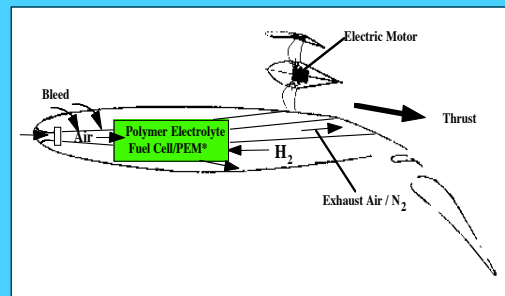 Electric Motor
Bleed
Thrust
Air
Polymer Electrolyte
Fuel Cell/PEM*
H2
Exhaust Air / N2